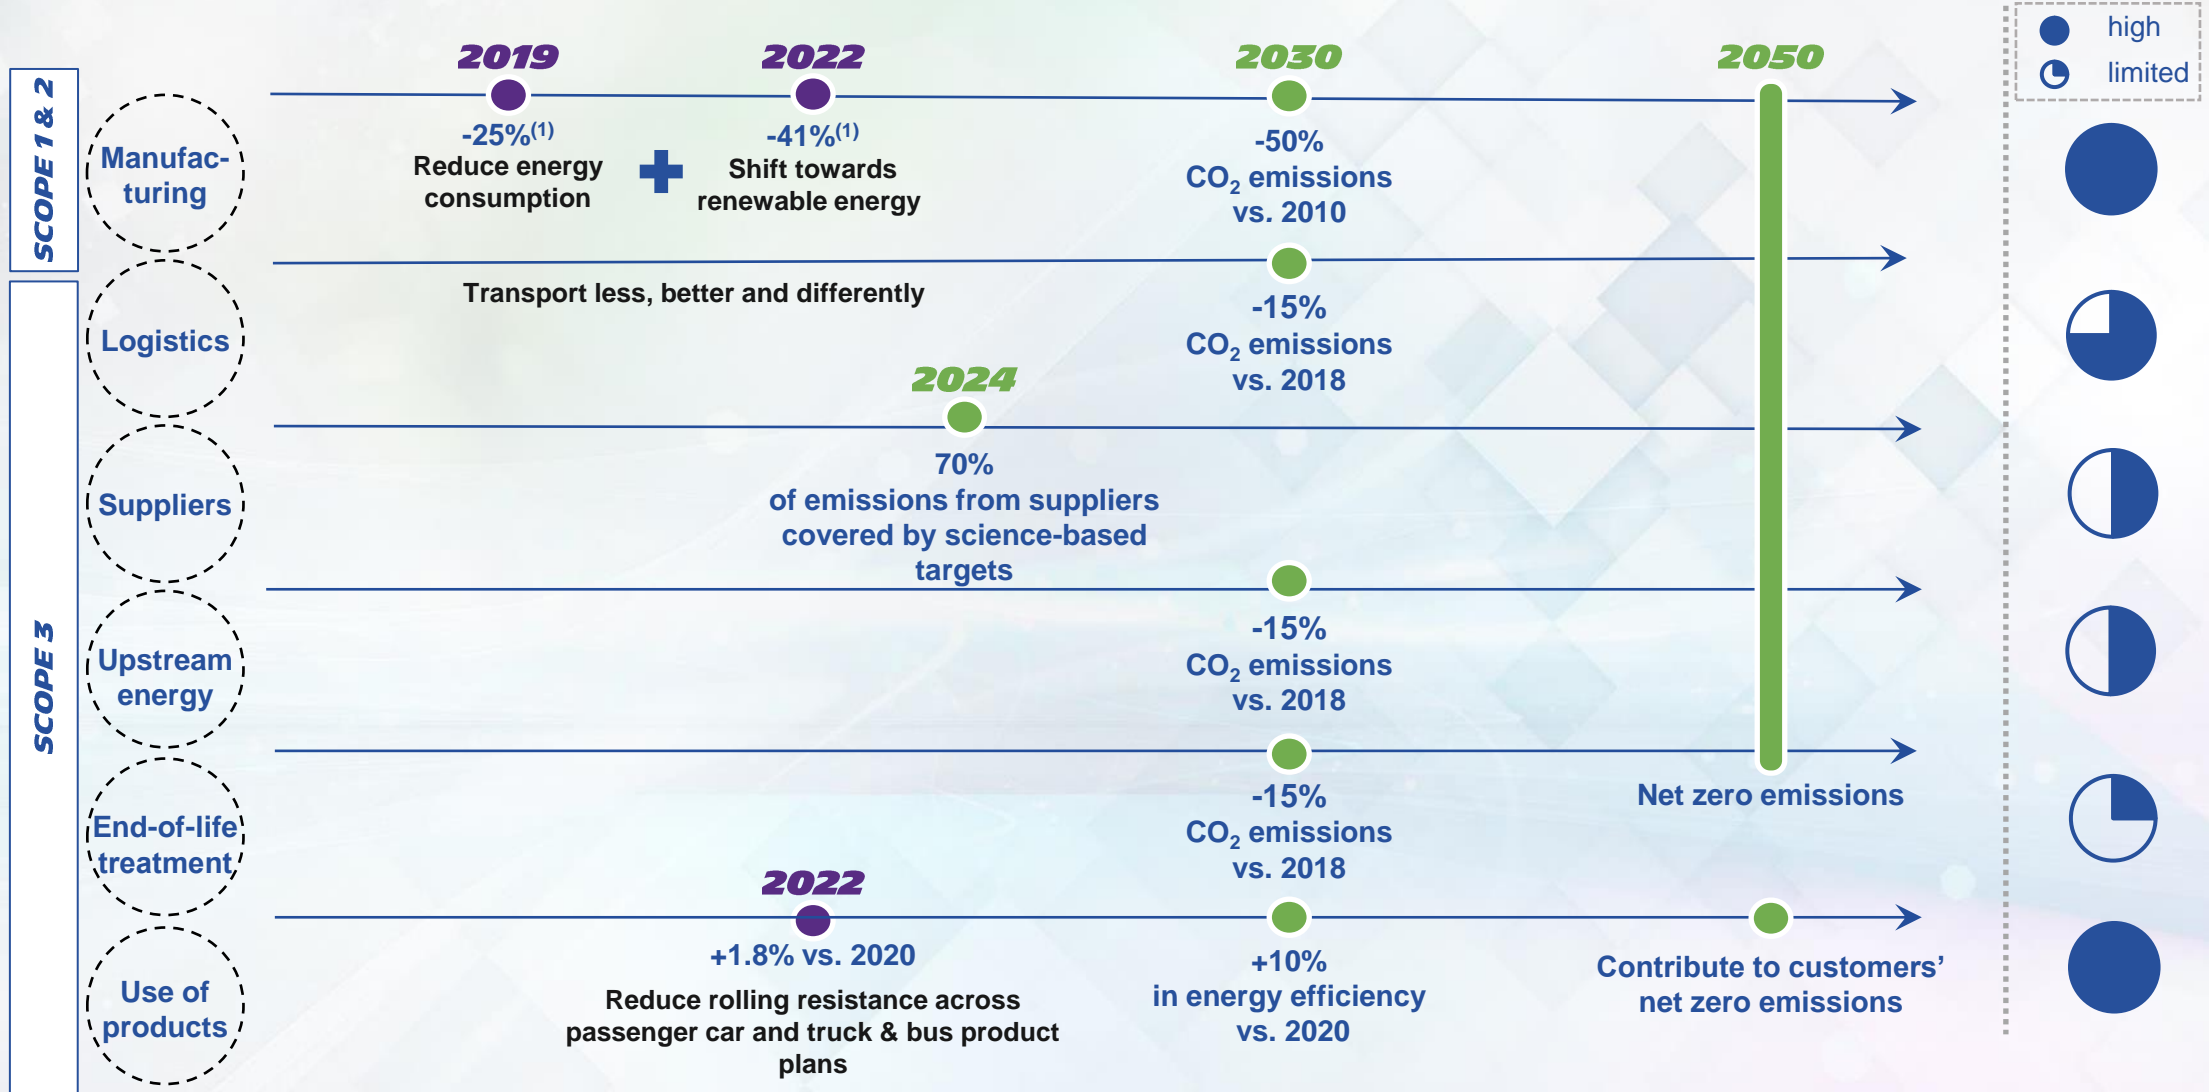 high
limited
SCOPE 1 & 2
2019
2022
2030
2050
Manufac-
turing
-25%(1)
Reduce energy
consumption
-41%(1)
Shift towards
renewable energy
-50%
CO2 emissions
vs. 2010
SCOPE 3
Logistics
Transport less, better and differently
-15%
CO2 emissions
vs. 2018
Suppliers
2024
70%
of emissions from suppliers
covered by science-based
targets
Upstream
energy
-15%
CO2 emissions
vs. 2018
End-of-life
treatment
-15%
CO2 emissions
vs. 2018
Net zero emissions
Use of
products
2022
+1.8% vs. 2020
Reduce rolling resistance across
passenger car and truck & bus product
plans
+10%
in energy efficiency
vs. 2020
Contribute to customers’
net zero emissions